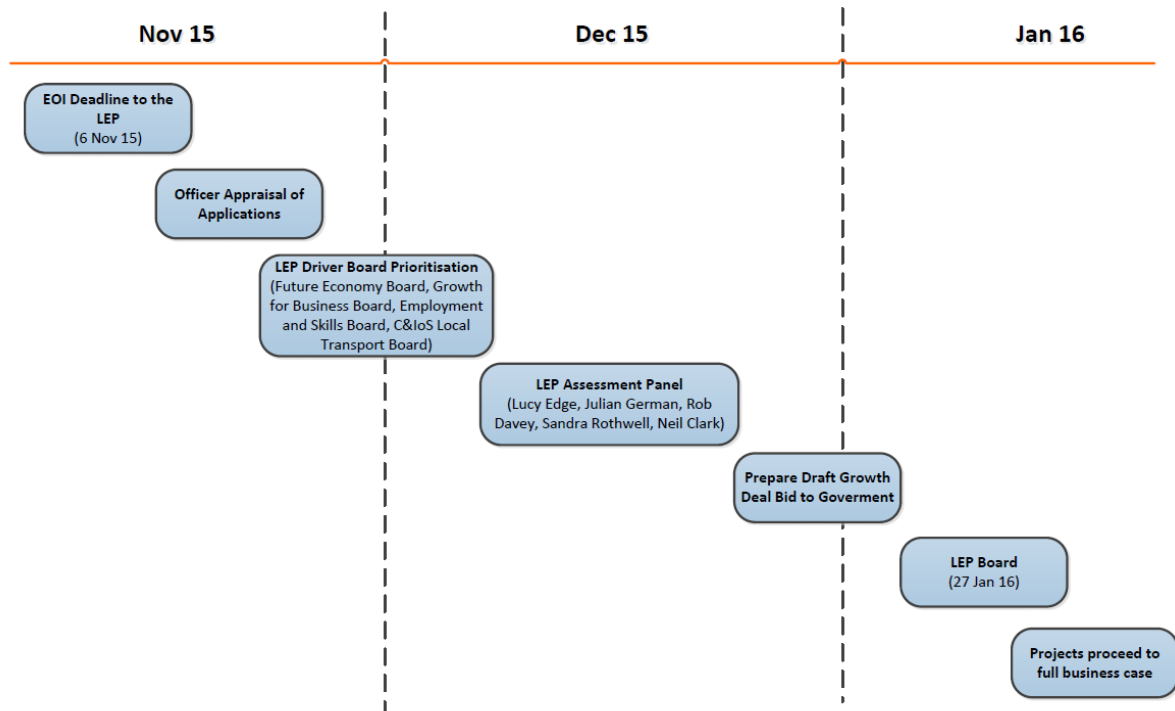 Nov 15
Dec 15
Jan 16
EOI Deadline to the
LEP
(6 Nov 15)
Officer Appraisal of
Applications
LEP Driver Board Prioritisation
(Future Economy Board, Growth
for Business Board, Employment
and Skills Board, C&IoS Local
Transport Board)
LEP Assessment Panel
(Lucy Edge, Julian German, Rob
Davey, Sandra Rothwell, Neil Clark)
Prepare Draft Growth
Deal Bid to Goverment
LEP Board
(27 Jan 16)
Projects proceed to
full business case